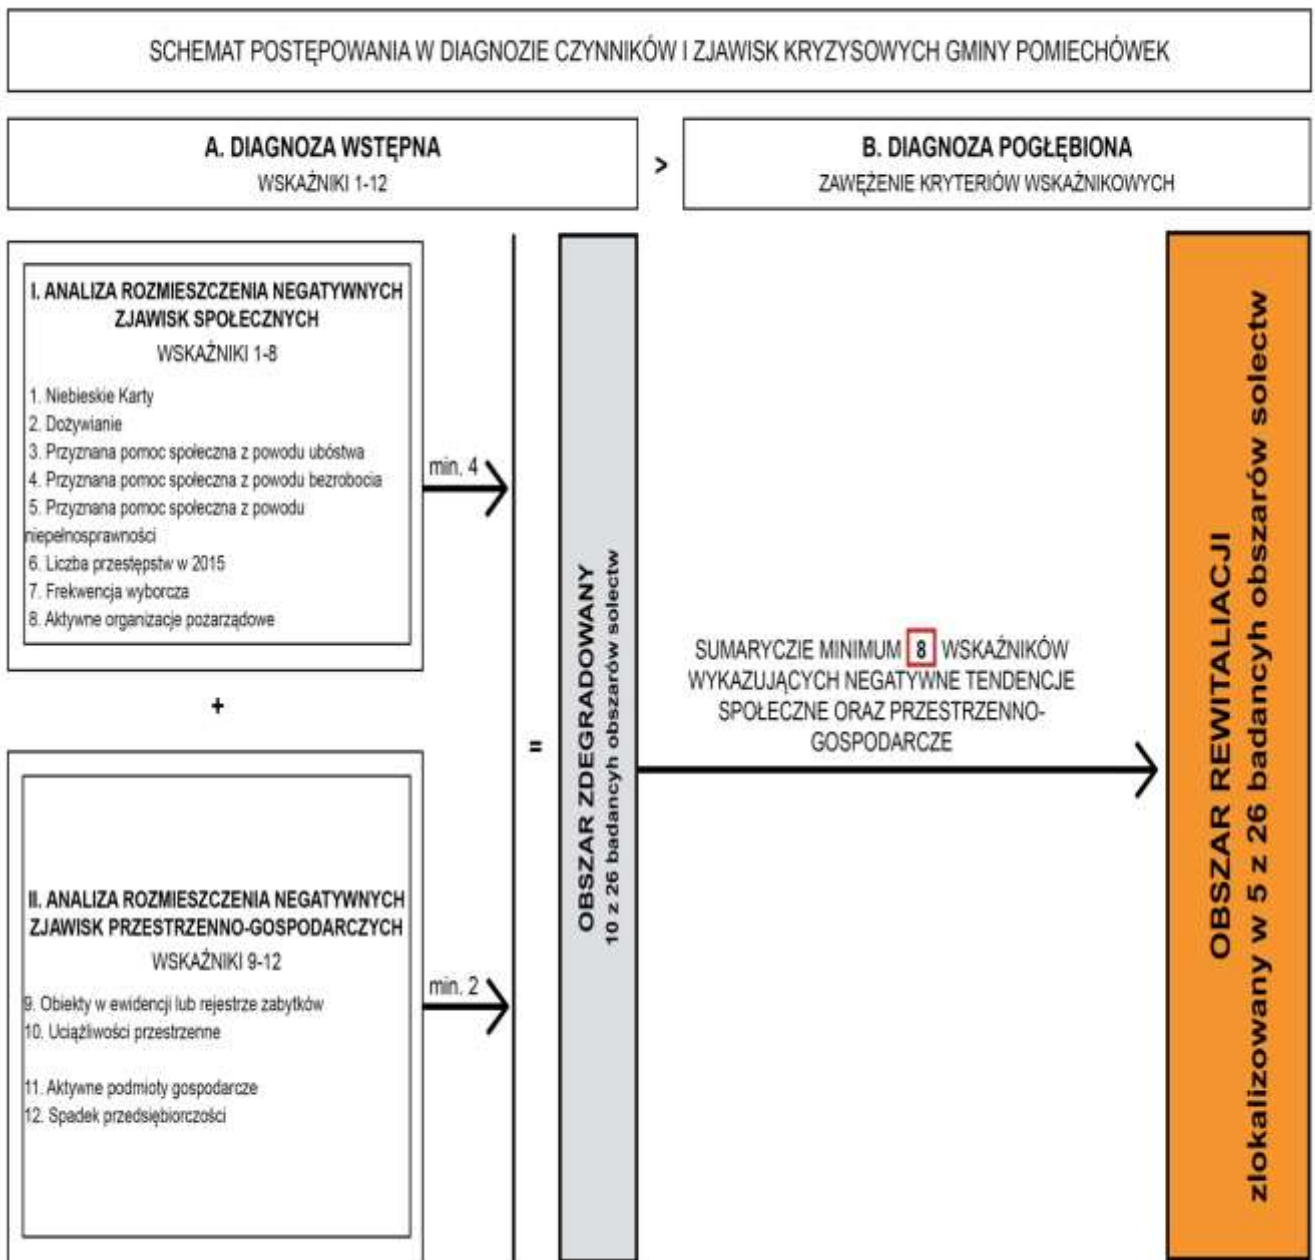 SCHEMAT POSTĘPOWANIA W DIAGNOZIE CZYNNIKÓW I ZJAWISK KRYZYSOWYCH GMINY POMIECHÓWEK
A. DIAGNOZA WSTĘPNA
WSKAŹNIKI 1-12
>
B. DIAGNOZA POGŁĘBIONA
ZAWĘŻENIE KRYTERIÓW WSKAŹNIKOWYCH
I. ANALIZA ROZMIESZCZENIA NEGATYWNYCH
ZJAWISK SPOŁECZNYCH
WSKAŹNIKI 1-8
1. Niebieskie Karty
2. Dożywianie
3. Przyznana pomoc społeczna z powodu ubóstwa
4. Przyznana pomoc społeczna z powodu bezrobocia
5. Przyznana pomoc społeczna z powodu
niepełnosprawności
6. Liczba przestępstw w 2015
7. Frekwencja wyborcza
8. Aktywne organizacje pozarządowe
min. 4
+
II. ANALIZA ROZMIESZCZENIA NEGATYWNYCH
ZJAWISK PRZESTRZENNO-GOSPODARCZYCH
WSKAŹNIKI 9-12
9. Obiekty w ewidencji lub rejestrze zabytków
10. Uciążliwości przestrzenne
11. Aktywne podmioty gospodarcze
12. Spadek przedsiębiorczości
min. 2
=
OBSZAR ZDEGRADOWANY
10 z 26 badancyh obszarów solectw
SUMARYCZIE MINIMUM 8 WSKAŹNIKÓW
WYKAZUJĄCYCH NEGATYWNE TENDENCJE
SPOŁECZNE ORAZ PRZESTRZENNO-
GOSPODARCZE
OBSZAR REWITALIACJI
zlokalizowany w 5 z 26 badancyh obszarów solectw